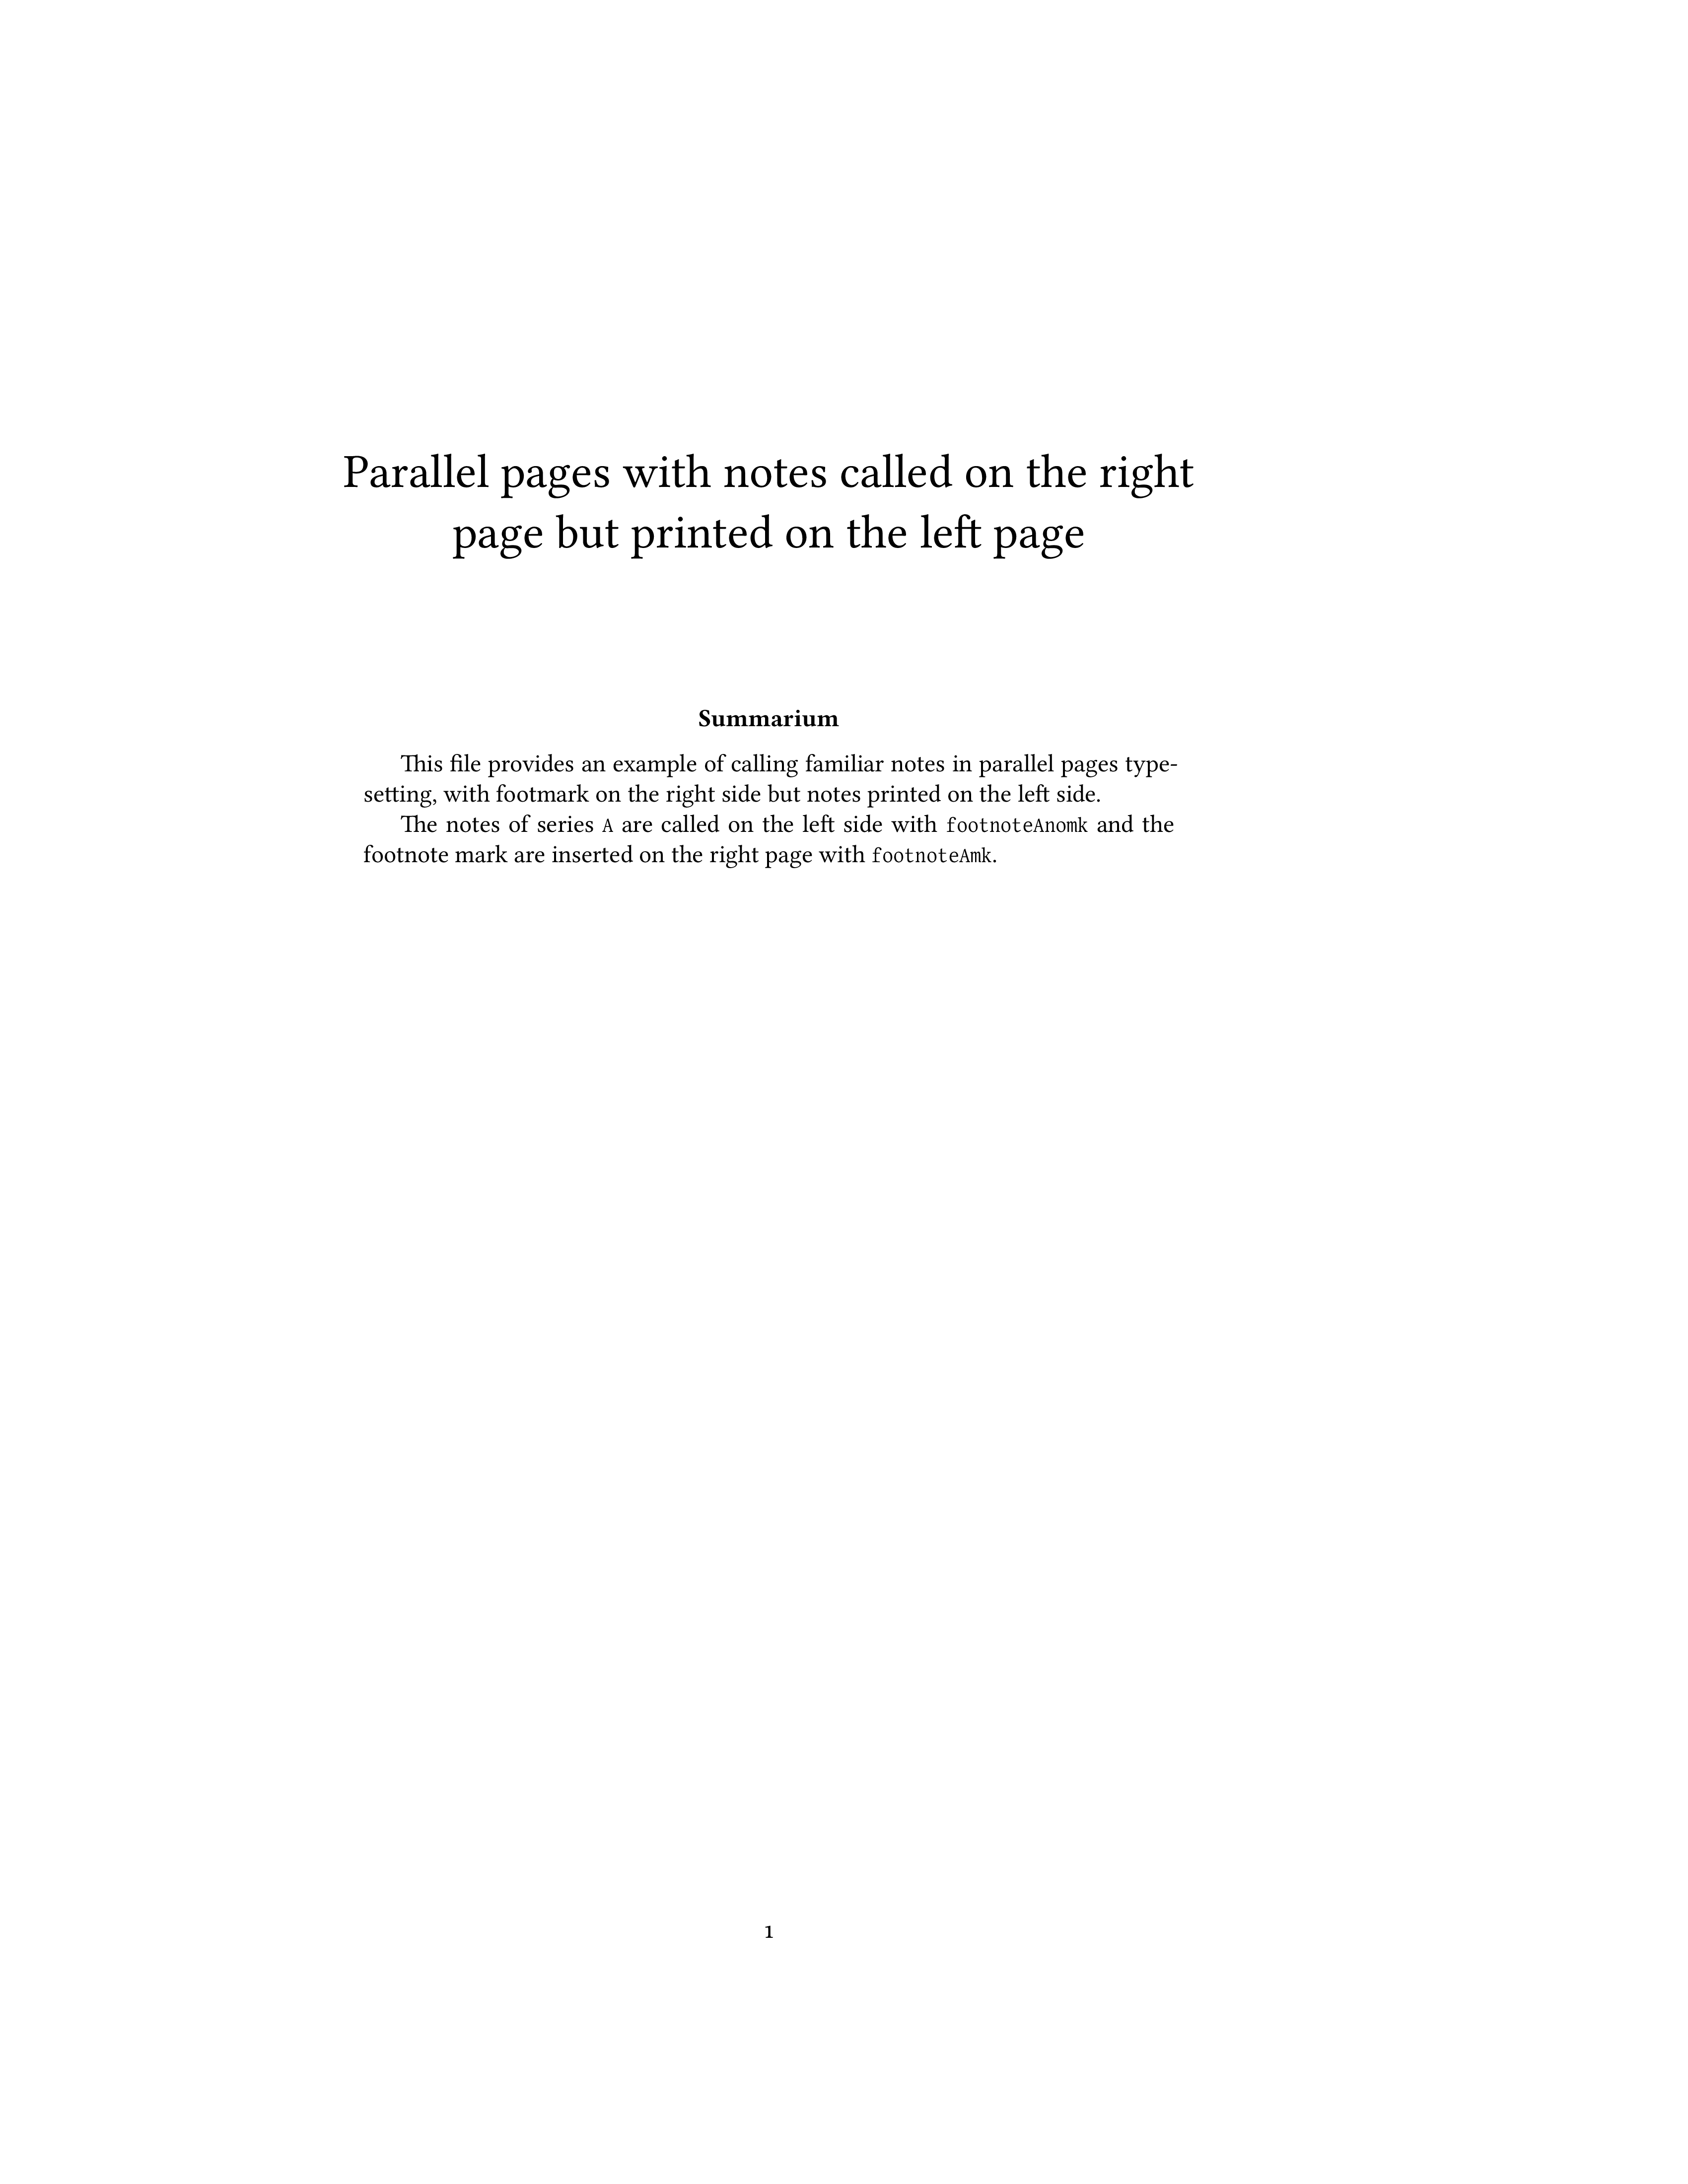 Parallel pages with notes called on the right
page but printed on the left page
Summarium
This file provides an example of calling familiar notes in parallel pages type-
setting, with footmark on the right side but notes printed on the left side.
The notes of series A are called on the left side with footnoteAnomk and the
footnote mark are inserted on the right page with footnoteAmk.
1